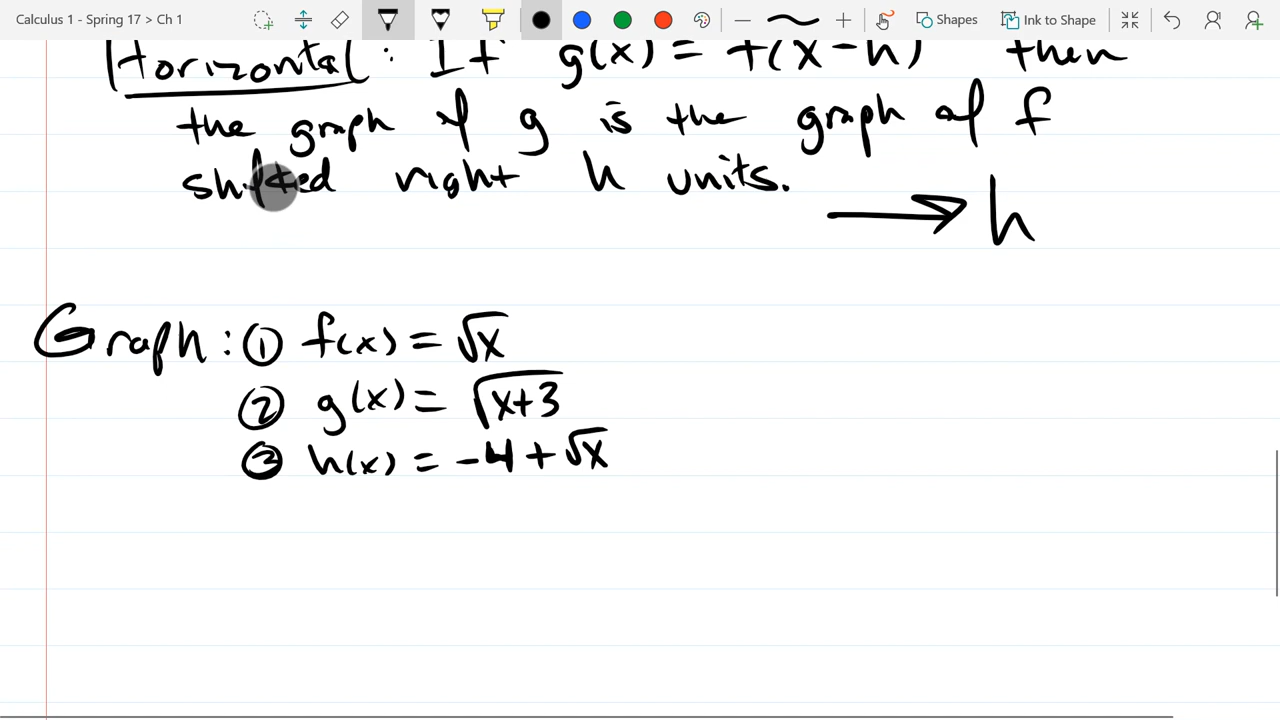 Calculus 1 - Spring 17 > Ch 1
Shapes
Ink to Shape
Horizontal: If g(x) = f(x-h) then
the graph of g is the graph of f
shifted right h units.
→ h
Graph: ① f(x) = √x
② g(x) = √(x+3)
③ h(x) = -4 + √x